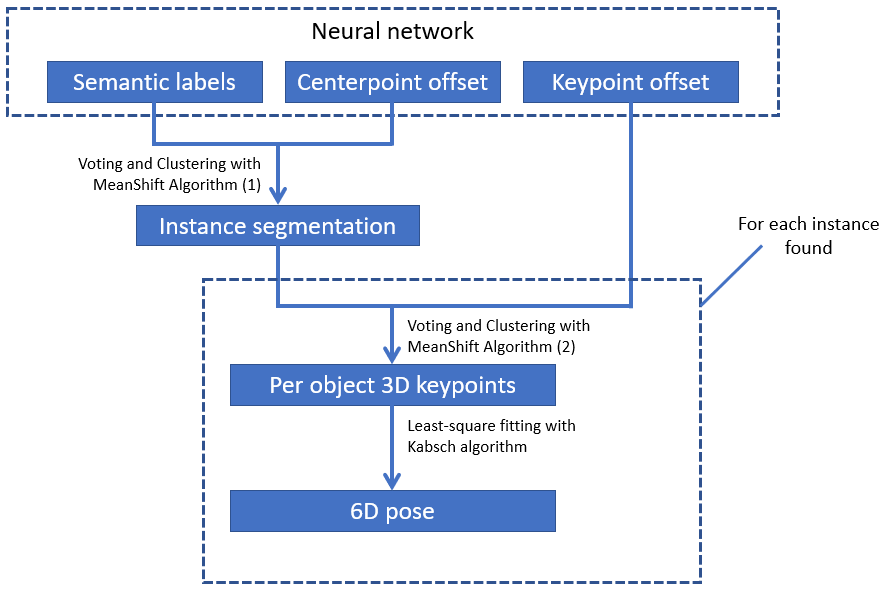 Neural network
Semantic labels
Centerpoint offset
Keypoint offset
Voting and Clustering with
MeanShift Algorithm (1)
Instance segmentation
For each instance
found
Voting and Clustering with
MeanShift Algorithm (2)
Per object 3D keypoints
Least-square fitting with
Kabsch algorithm
6D pose